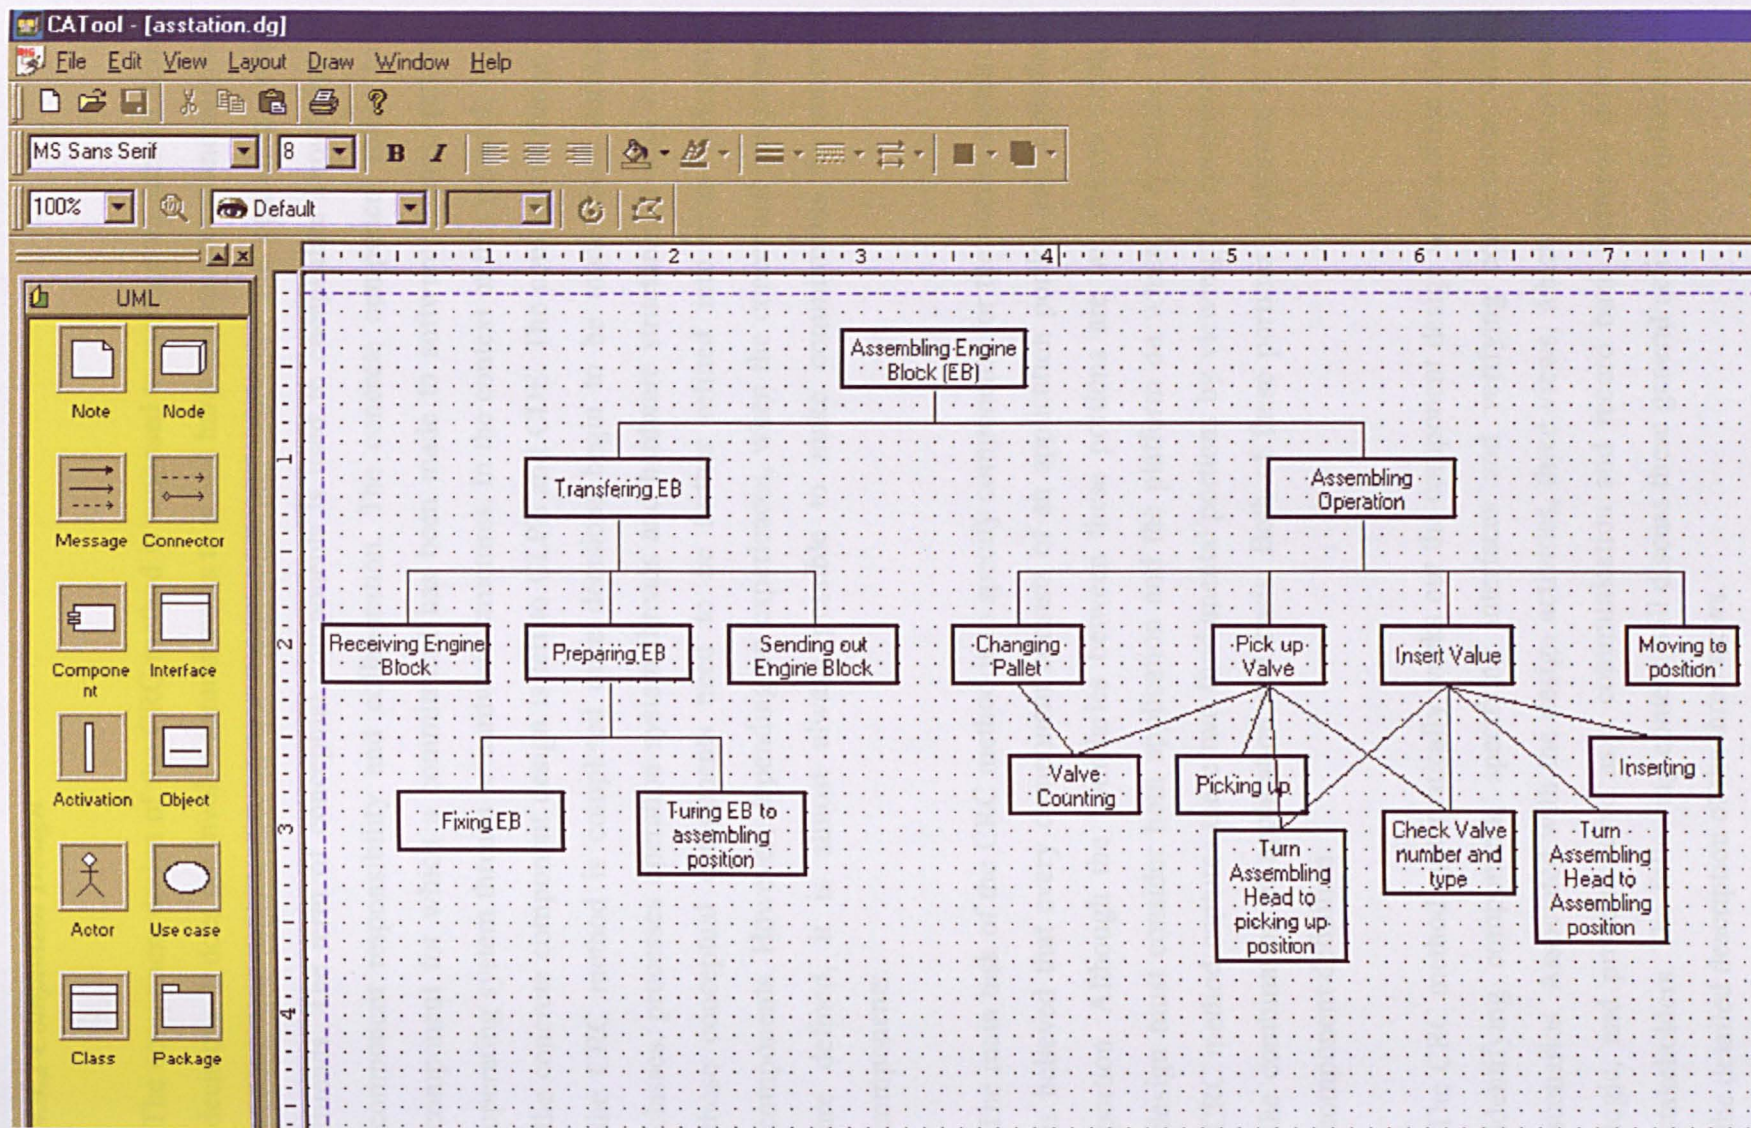 CATool - [asstation.dg]
File Edit View Layout Draw Window Help
MS Sans Serif 8 B I
100% Default
1 2 3 4 5 6 7
UML
Note Node
Message Connector
Compone
nt
Interface
Activation Object
Actor Use case
Class Package
1
2
3
4
Assembling Engine
Block (EB)
Transfering EB
Assembling
Operation
Receiving Engine
Block
Preparing EB
Sending out
Engine Block
Changing
Pallet
Pick up
Valve
Insert Value
Moving to
position
Fixing EB
Turing EB to
assembling
position
Valve
Counting
Picking up
Inserting
Turn
Assembling
Head to
picking up
position
Check Valve
number and
type
Turn
Assembling
Head to
Assembling
position